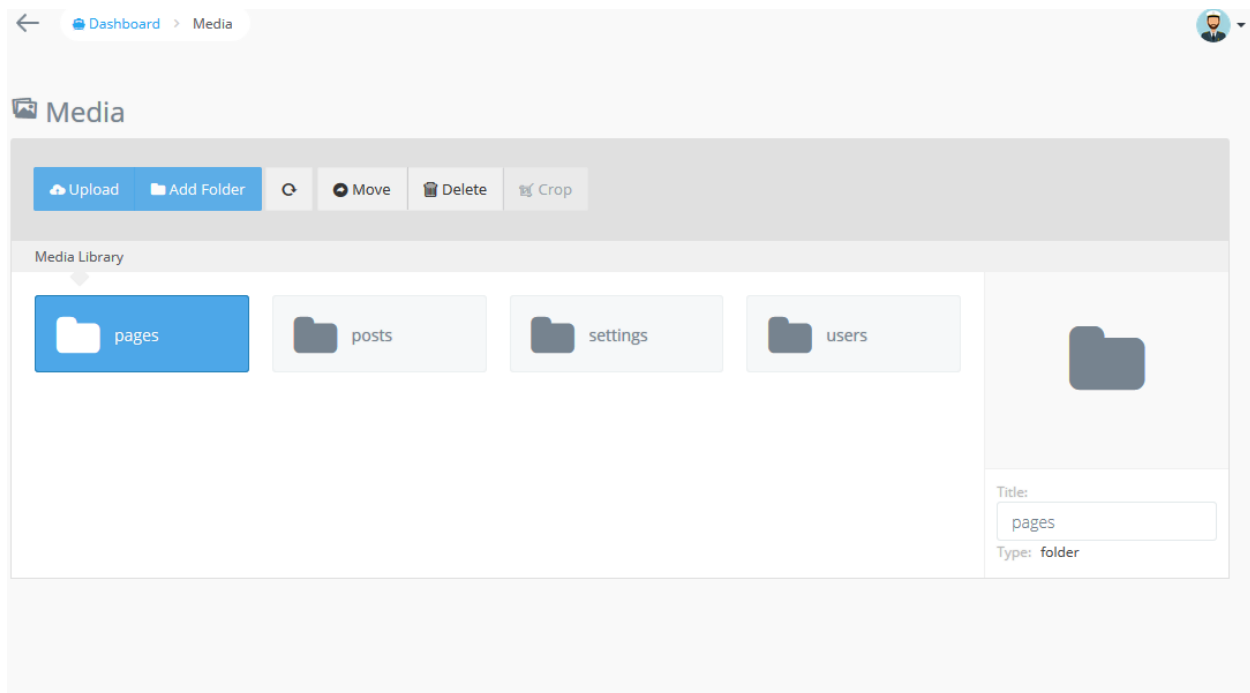 Dashboard > Media
Media
Upload Add Folder Move Delete Crop
Media Library
pages posts settings users
Title:
pages
Type: folder